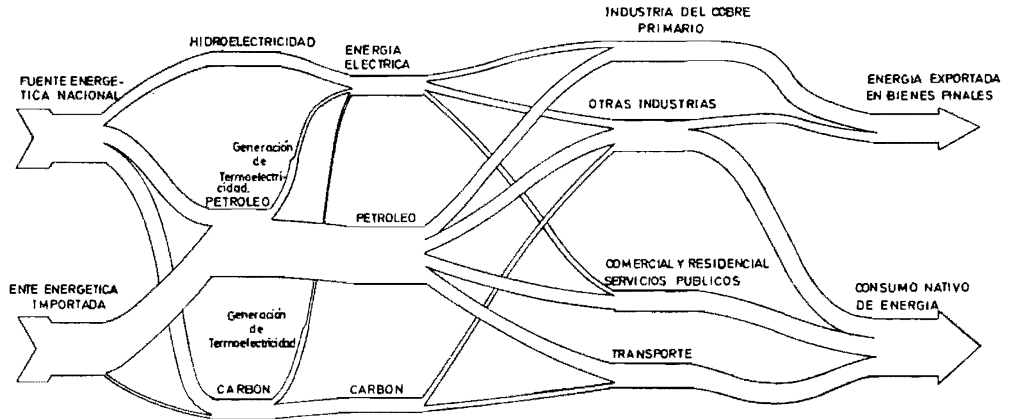 INDUSTRIA DEL COBRE
PRIMARIO
HIDROELECTRICIDAD
ENERGIA
ELECTRICA
FUENTE ENERGE-
TICA NACIONAL
ENERGIA EXPORTADA
EN BIENES FINALES
OTRAS INDUSTRIAS
Generación
de
Termoelectri-
cidad.
PETROLEO
PETROLEO
COMERCIAL Y RESIDENCIAL
SERVICIOS PUBLICOS
ENTE ENERGETICA
IMPORTADA
CONSUMO NATIVO
DE ENERGIA
Generación
de
Termoelectricidad
TRANSPORTE
CARBON
CARBON